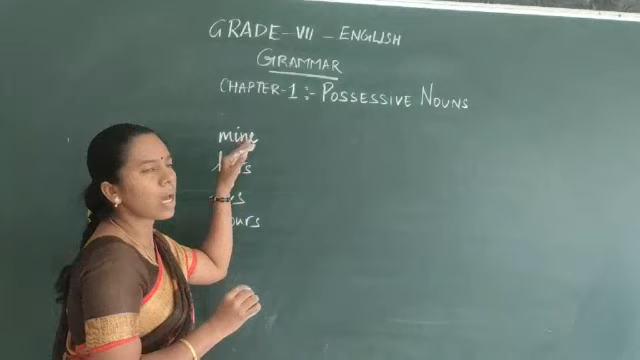 GRADE-VII - ENGLISH
GRAMMAR
CHAPTER-1 :- POSSESSIVE NOUNS
mine